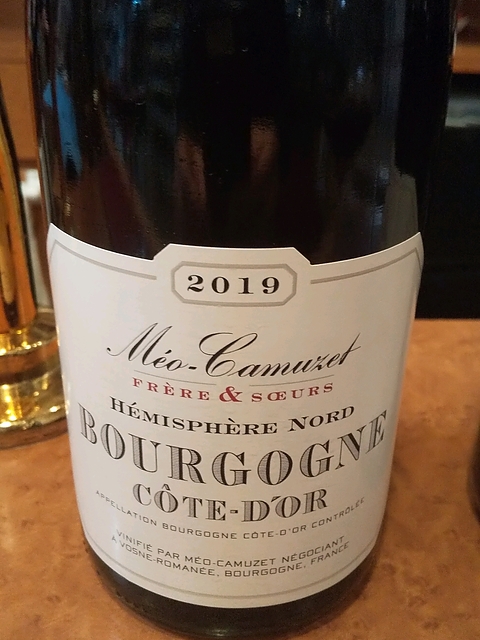 2019
Méo-Camuzet
FRÈRE & SŒURS
HÉMISPHÈRE NORD
BOURGOGNE
CÔTE-D'OR
APPELLATION BOURGOGNE CÔTE-D'OR CONTRÔLÉE
VINIFIÉ PAR MÉO-CAMUZET NÉGOCIANT
À VOSNE-ROMANÉE, BOURGOGNE, FRANCE